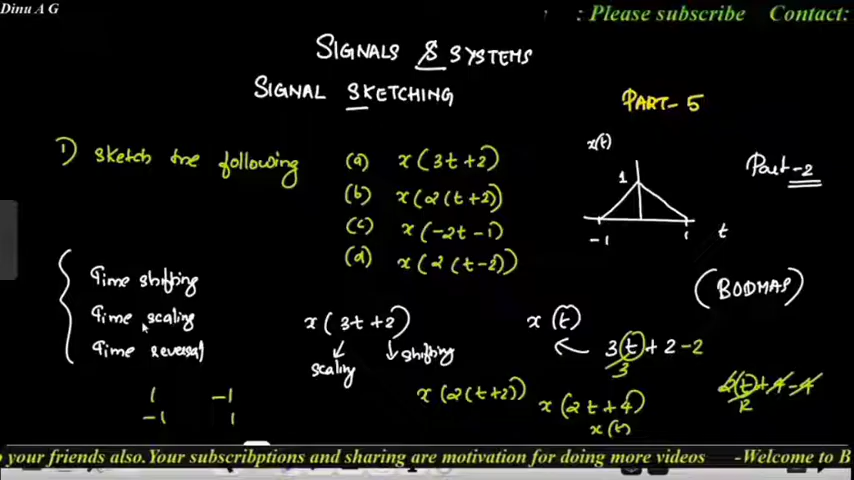 Dinu A G
: Please subscribe Contact:
SIGNALS & SYSTEMS
SIGNAL SKETCHING
PART-5
1) Sketch the following
(a) x(3t+2)
(b) x(2(t+2))
(c) x(-2t-1)
(d) x(2(t-2))
x(t)
1
-1 1 t
Part-2
Time shifting
Time scaling
Time reversal
1 -1
-1 1
x(3t+2)
scaling shifting
x(t)
3(t)+2-2
3
(BODMAS)
x(2(t+2))
x(2t+4)
x(t)
2(t)+4-4
2
o your friends also.Your subscribptions and sharing are motivation for doing more videos -Welcome to B